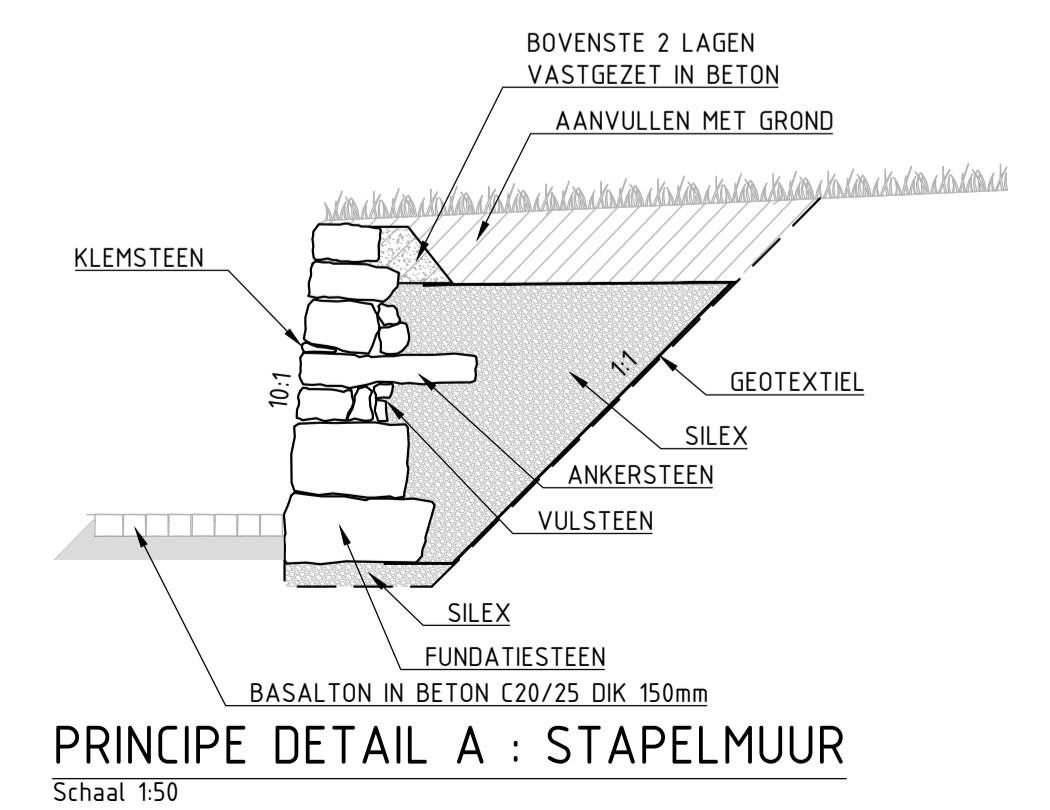 BOVENSTE 2 LAGEN
VASTGEZET IN BETON
AANVULLEN MET GROND
KLEMSTEEN
10:1
1:1
GEOTEXTIEL
SILEX
ANKERSTEEN
VULSTEEN
SILEX
FUNDATIESTEEN
BASALTON IN BETON C20/25 DIK 150mm
PRINCIPE DETAIL A : STAPELMUUR
Schaal 1:50